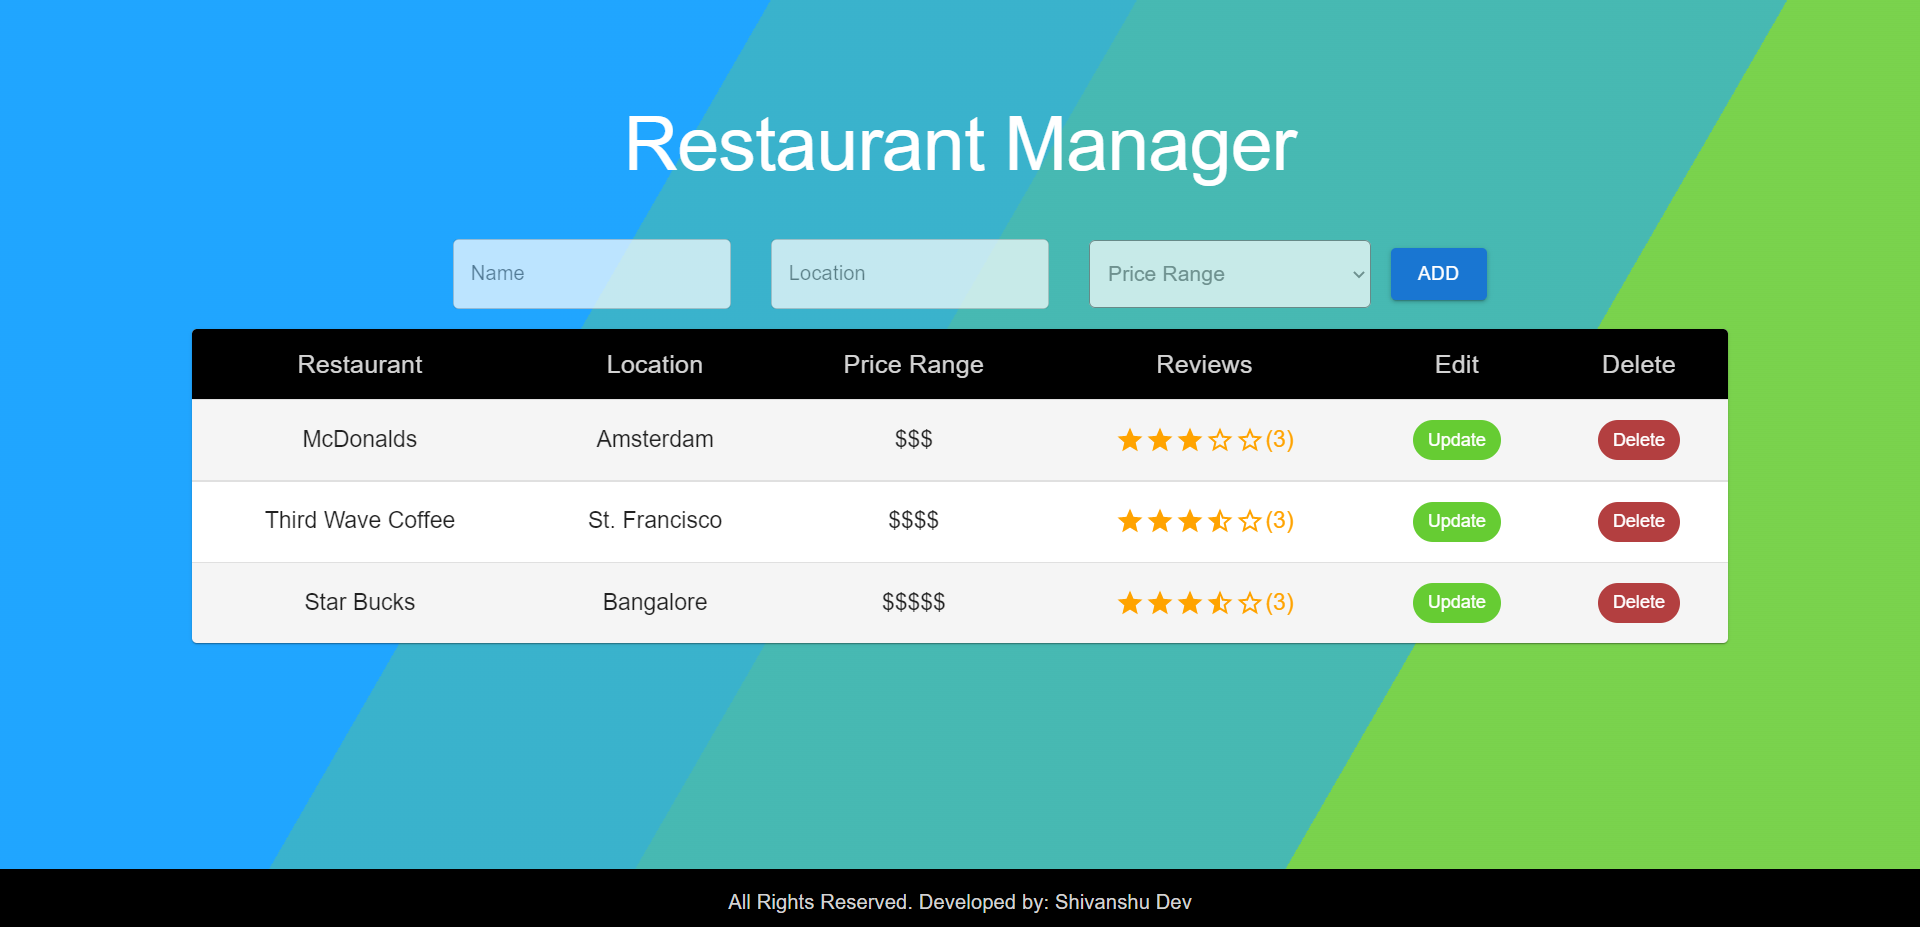 Restaurant Manager
Name Location Price Range ADD
Restaurant Location Price Range Reviews Edit Delete
McDonalds Amsterdam $$$ (3) Update Delete
Third Wave Coffee St. Francisco $$$$ (3) Update Delete
Star Bucks Bangalore $$$$$ (3) Update Delete
All Rights Reserved. Developed by: Shivanshu Dev